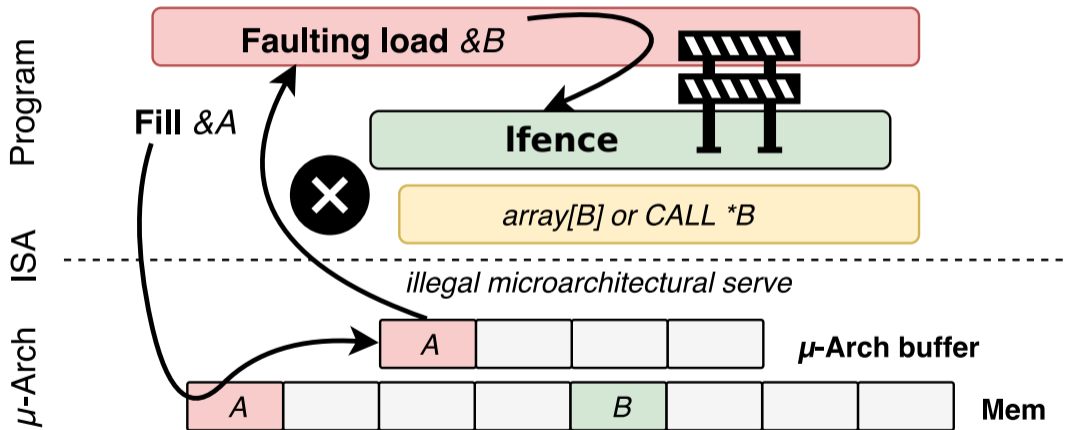 Program
Faulting load &B
Fill &A
lfence
array[B] or CALL *B
ISA
illegal microarchitectural serve
μ-Arch
A
μ-Arch buffer
A
B
Mem